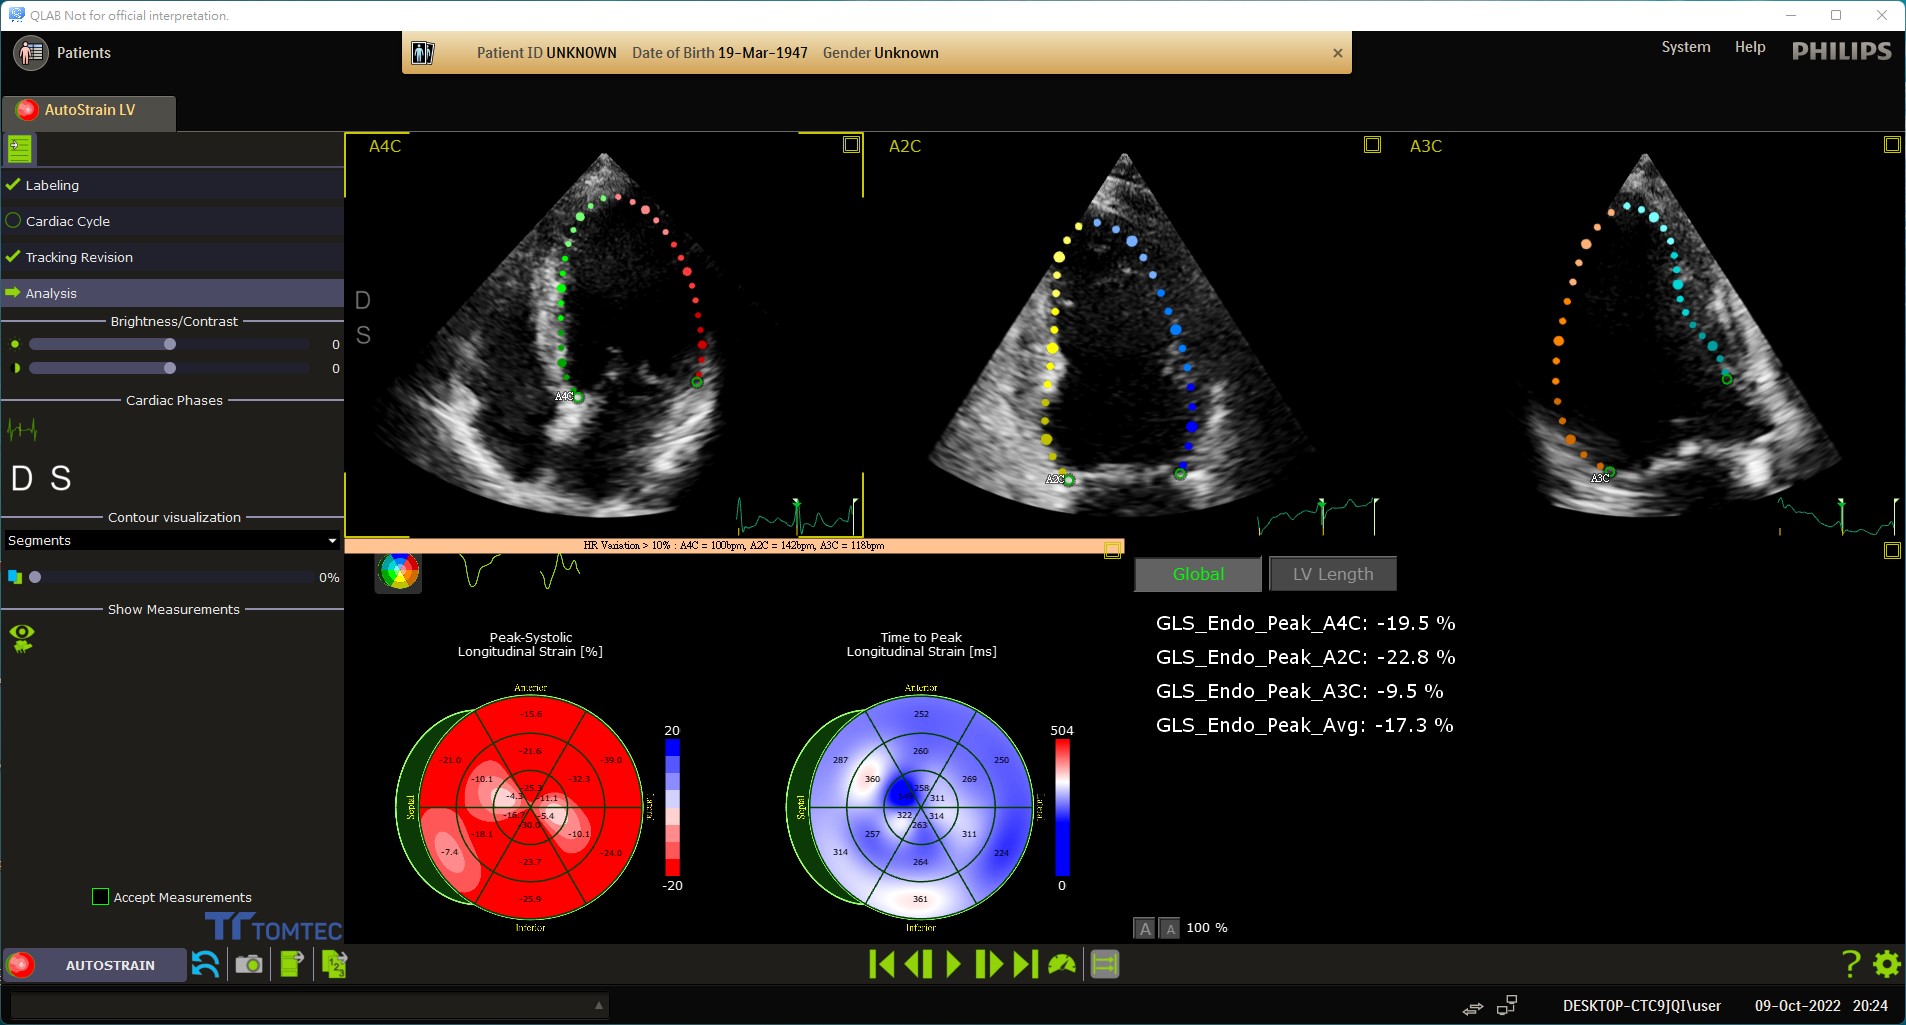 QLAB Not for official interpretation.
Patients
Patient ID UNKNOWN Date of Birth 19-Mar-1947 Gender Unknown
System Help PHILIPS
AutoStrain LV
Labeling
Cardiac Cycle
Tracking Revision
Analysis
Brightness/Contrast
0
0
Cardiac Phases
D S
Contour visualization
Segments
0%
Show Measurements
Accept Measurements
TOMTEC
AUTOSTRAIN
A4C
D
S
A4C
A2C
A2C
A3C
A3C
HR Variation > 10% : A4C = 100bpm, A2C = 142bpm, A3C = 118bpm
Peak-Systolic
Longitudinal Strain [%]
Anterior
-15.6
-21.0 -21.6 -39.0
-10.1 -32.3
-25.3
-4.3 -11.1
-16.7 -5.4
-30.0
-18.1 -10.1
-7.4 -23.7 -24.0
-25.9
Septal
Lateral
Inferior
20
-20
Time to Peak
Longitudinal Strain [ms]
Anterior
252
287 260 250
360 269
258
311
322 314
263
257 311
314 264 224
361
Septal
Lateral
Inferior
504
0
Global LV Length
GLS_Endo_Peak_A4C: -19.5 %
GLS_Endo_Peak_A2C: -22.8 %
GLS_Endo_Peak_A3C: -9.5 %
GLS_Endo_Peak_Avg: -17.3 %
A A 100 %
DESKTOP-CTC9JQI\user 09-Oct-2022 20:24